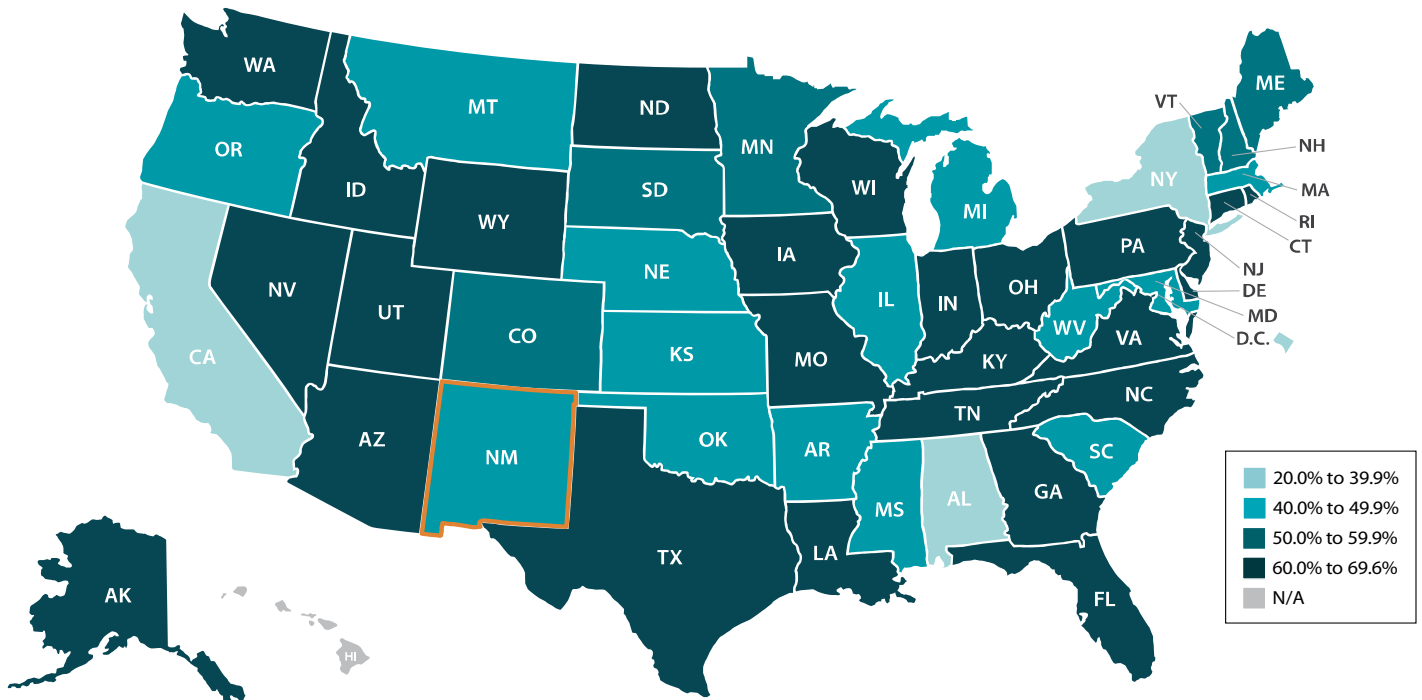 WA
MT
ND
MN
ME
VT
NH
OR
ID
WY
SD
WI
MI
NY
MA
RI
CT
PA
NJ
DE
MD
D.C.
NV
UT
CO
NE
IA
IL
IN
OH
WV
VA
CA
KS
MO
KY
NC
AZ
NM
OK
AR
TN
SC
MS
AL
GA
TX
LA
FL
AK
HI
20.0% to 39.9%
40.0% to 49.9%
50.0% to 59.9%
60.0% to 69.6%
N/A